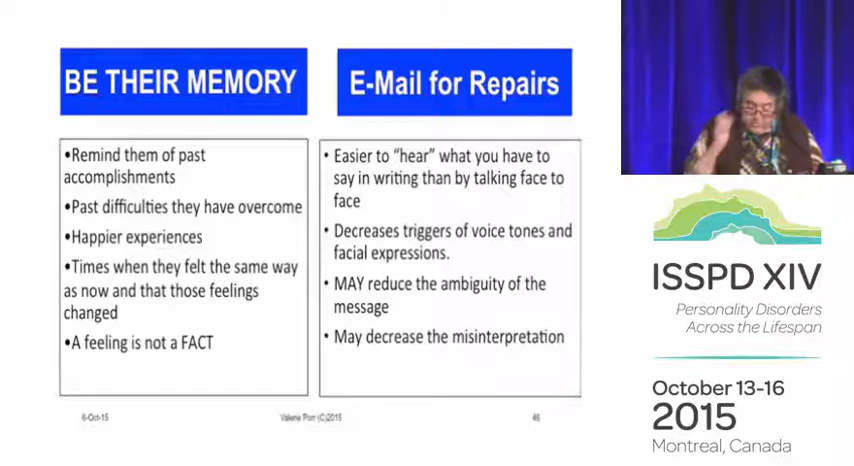 BE THEIR MEMORY
•Remind them of past
accomplishments
•Past difficulties they have overcome
•Happier experiences
•Times when they felt the same way
as now and that those feelings
changed
•A feeling is not a FACT
E-Mail for Repairs
• Easier to “hear” what you have to
say in writing than by talking face to
face
• Decreases triggers of voice tones and
facial expressions.
• MAY reduce the ambiguity of the
message
• May decrease the misinterpretation
6-Oct-15
Valerie Porr (C)2015
46
ISSPD XIV
Personality Disorders
Across the Lifespan
October 13-16
2015
Montreal, Canada